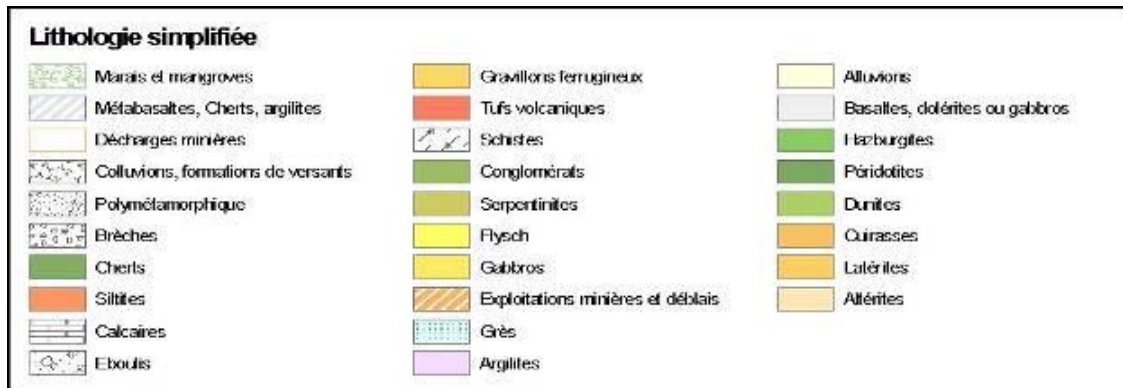 Lithologie simplifiée
Marais et mangroves
Métabasaltes, Cherts, argilites
Décharges minières
Colluvions, formations de versants
Polymétamorphique
Brèches
Cherts
Siltites
Calcaires
Eboulis
Gravillons ferrugineux
Tufs volcaniques
Schistes
Conglomérats
Serpentinites
Flysch
Gabbros
Exploitations minières et déblais
Grès
Argilites
Alluvions
Basaltes, dolérites ou gabbros
Hazburgites
Péridotites
Dunites
Cuirasses
Latérites
Altérites